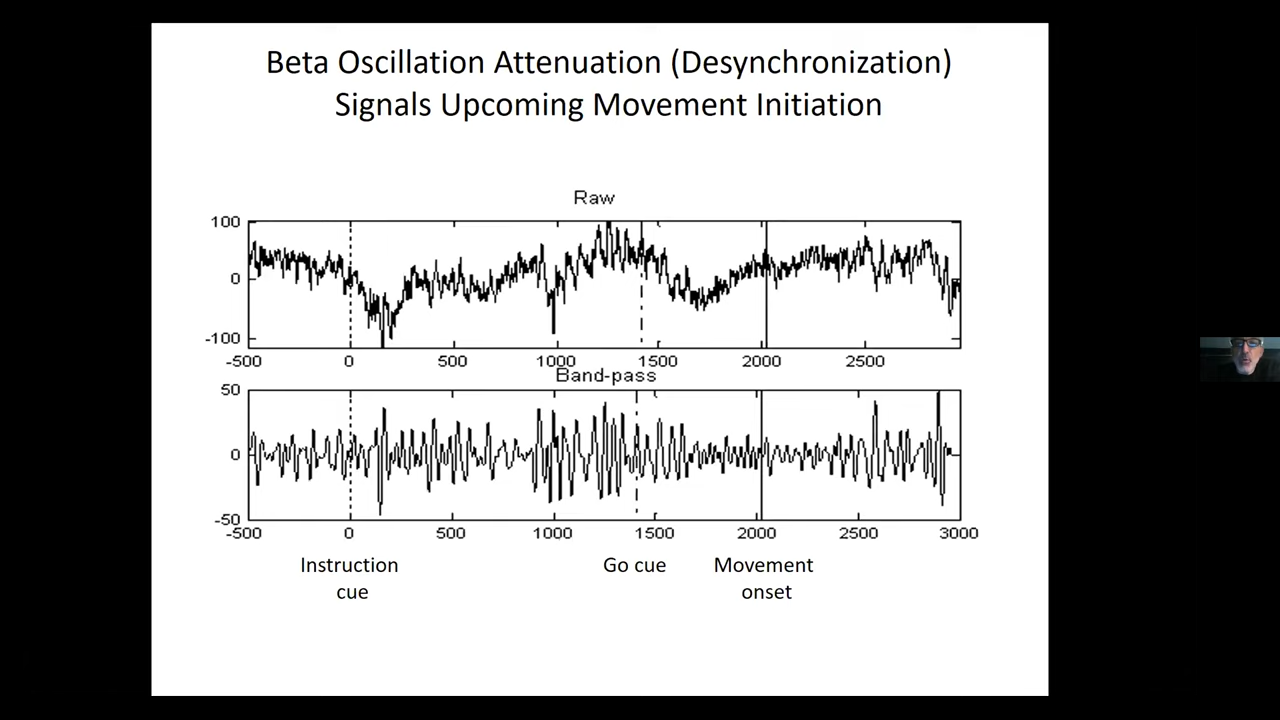 Beta Oscillation Attenuation (Desynchronization)
Signals Upcoming Movement Initiation
Raw
100
0
-100
-500 0 500 1000 1500 2000 2500
Band-pass
50
0
-50
-500 0 500 1000 1500 2000 2500 3000
Instruction
cue
Go cue
Movement
onset